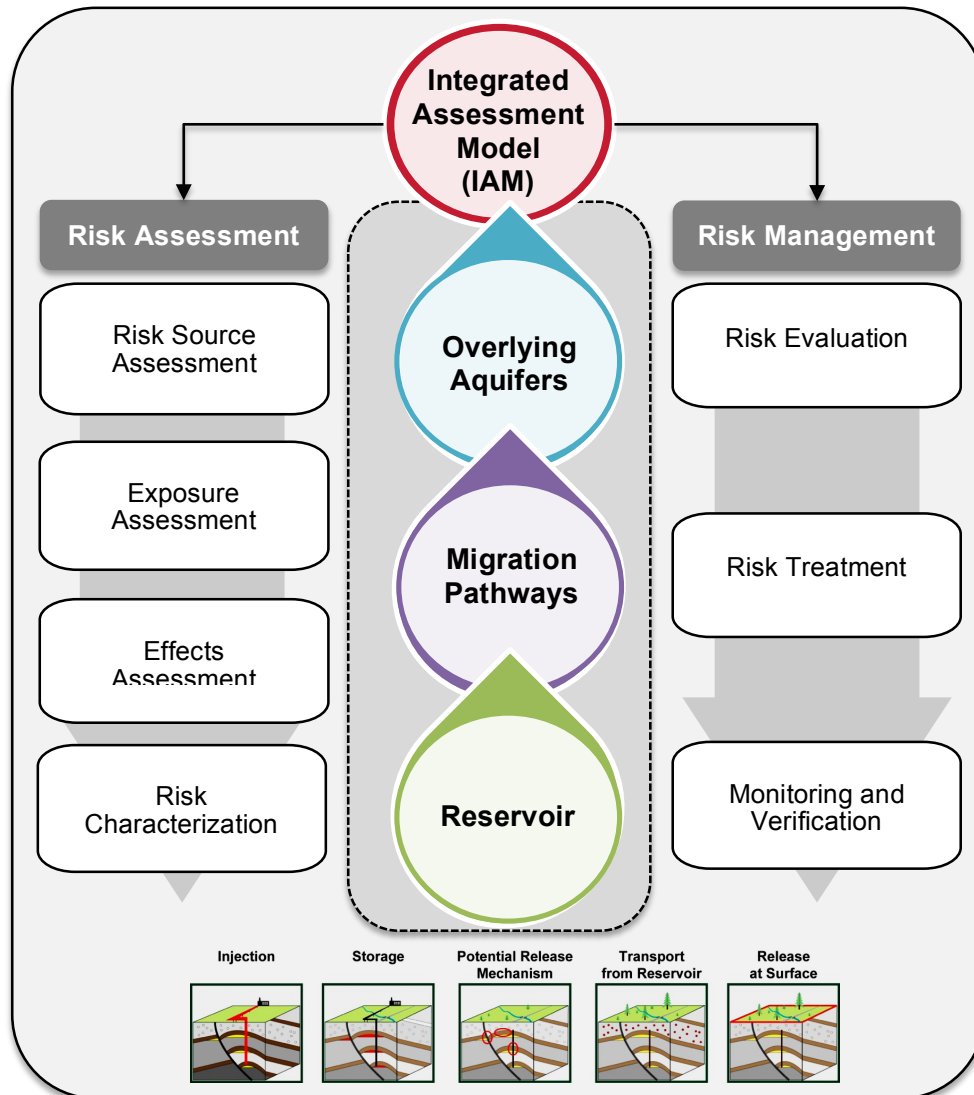 Integrated
Assessment
Model
(IAM)
Risk Assessment
Risk Source
Assessment
Exposure
Assessment
Effects
Assessment
Risk
Characterization
Overlying
Aquifers
Migration
Pathways
Reservoir
Risk Management
Risk Evaluation
Risk Treatment
Monitoring and
Verification
Injection
Storage
Potential Release
Mechanism
Transport
from Reservoir
Release
at Surface